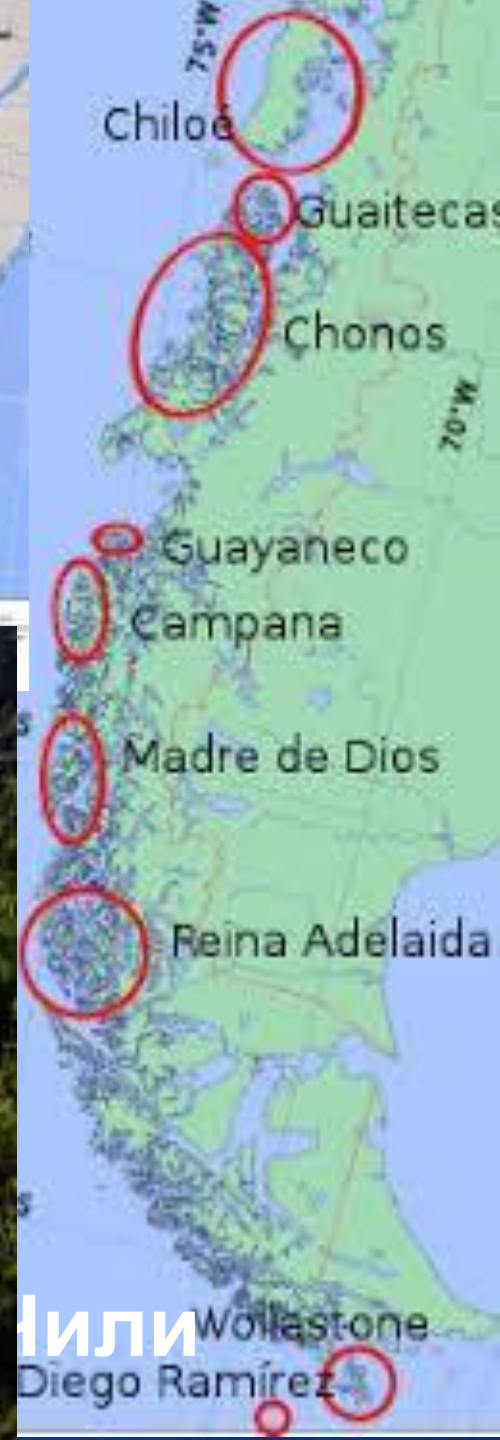 75°W
Chiloé
Guaitecas
Chonos
70°W
Guayaneco
Campana
Madre de Dios
Reina Adelaida
Wollastone
Чили
Diego Ramírez